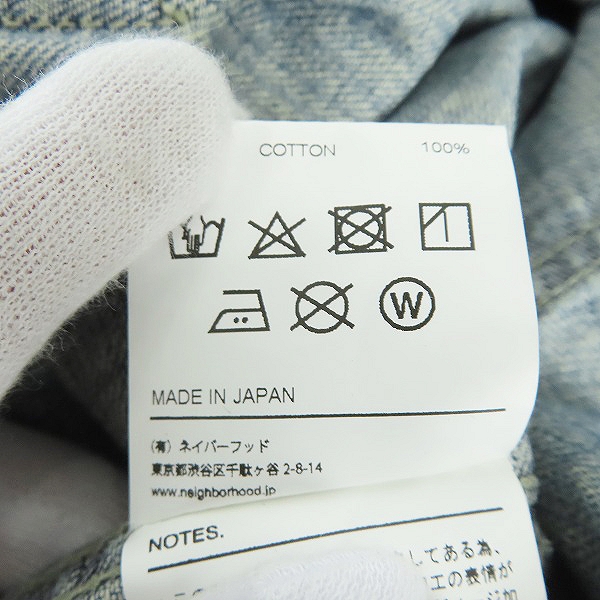 COTTON 100%
W
MADE IN JAPAN
(有) ネイバーフッド
東京都渋谷区千駄ヶ谷 2-8-14
www.neighborhood.jp
NOTES.
してある為、
工の表情が